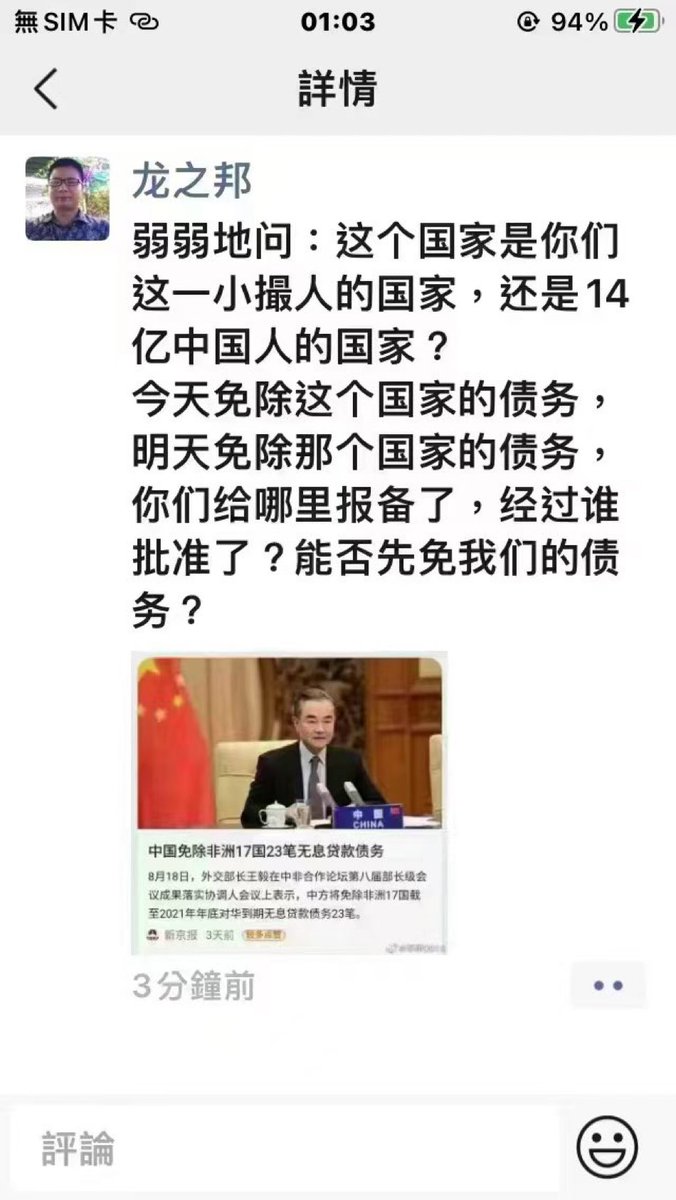 無SIM卡
01:03
94%
詳情
龙之邦
弱弱地问：这个国家是你们
这一小撮人的国家，还是14
亿中国人的国家？
今天免除这个国家的债务，
明天免除那个国家的债务，
你们给哪里报备了，经过谁
批准了？能否先免我们的债
务？
中国
CHINA
中国免除非洲17国23笔无息贷款债务
8月18日，外交部长王毅在中非合作论坛第八届部长级会
议成果落实协调人会议上表示，中方将免除非洲17国截
至2021年年底对华到期无息贷款债务23笔。
新京报 3天前
3分鐘前
評論